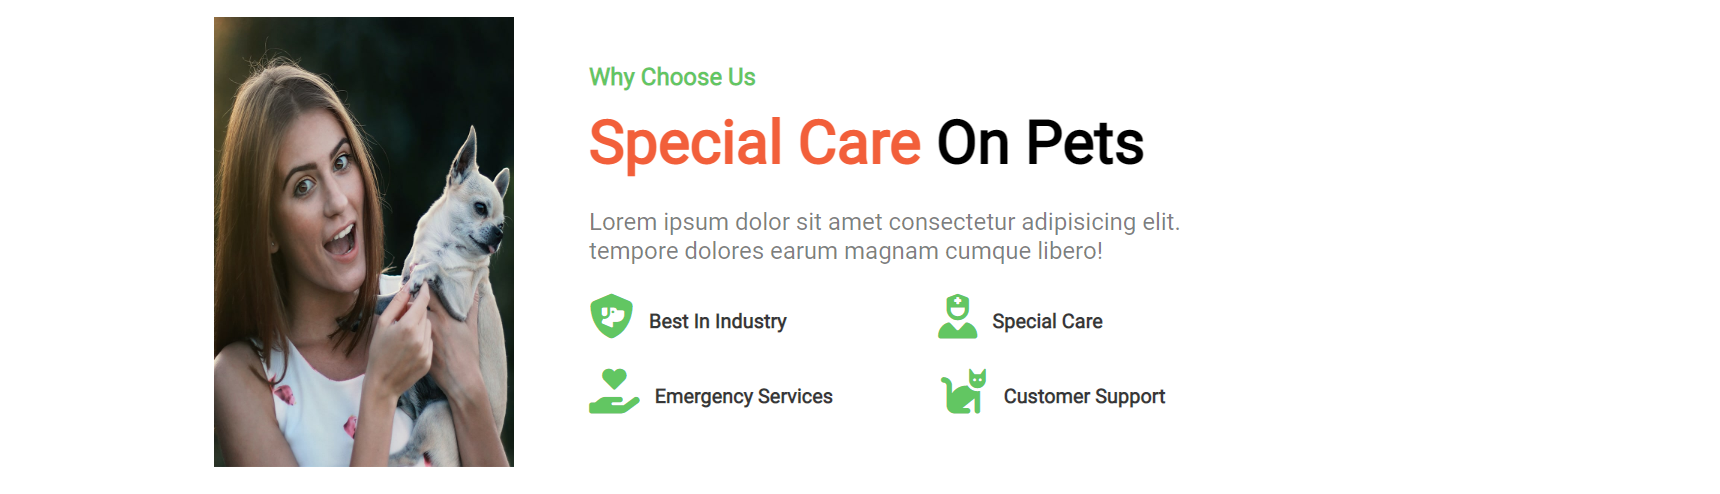 Why Choose Us
Special Care On Pets
Lorem ipsum dolor sit amet consectetur adipisicing elit.
tempore dolores earum magnam cumque libero!
Best In Industry
Special Care
Emergency Services
Customer Support